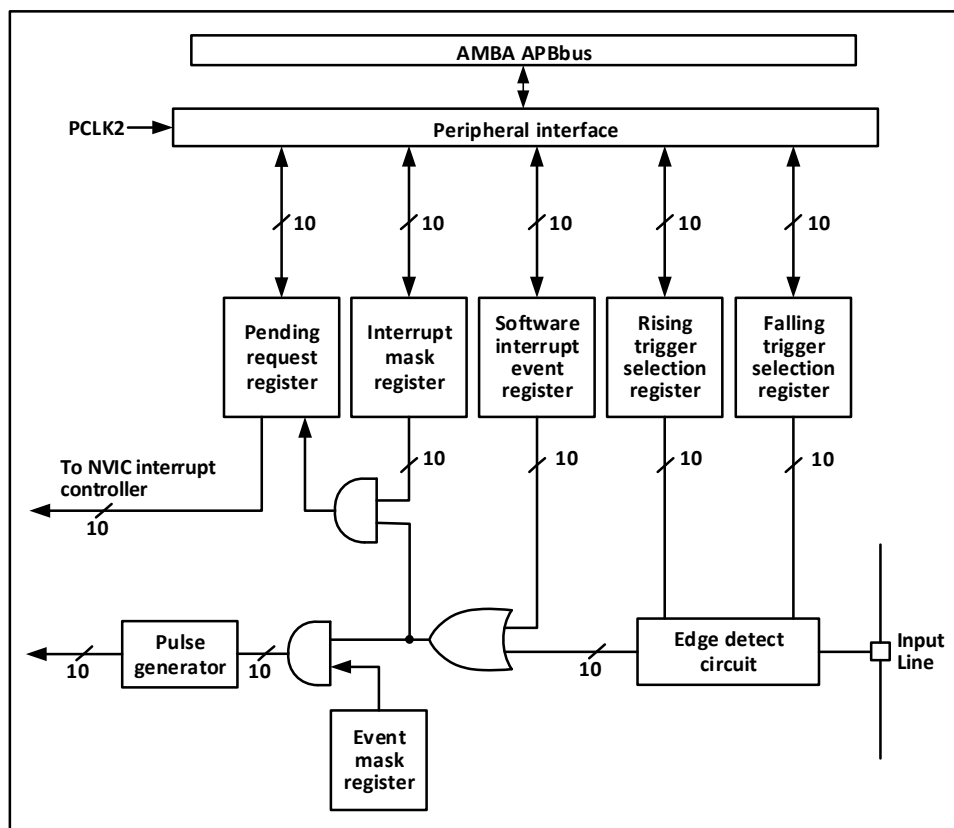 AMBA APBbus
PCLK2
Peripheral interface
10
10
10
10
10
Pending
request
register
Interrupt
mask
register
Software
interrupt
event
register
Rising
trigger
selection
register
Falling
trigger
selection
register
10
10
10
10
To NVIC interrupt
controller
10
Pulse
generator
Edge detect
circuit
Input
Line
10
10
10
Event
mask
register